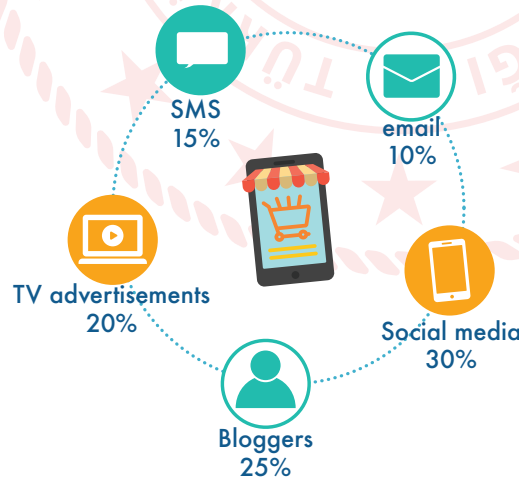 SMS
15%
email
10%
TV advertisements
20%
Social media
30%
Bloggers
25%